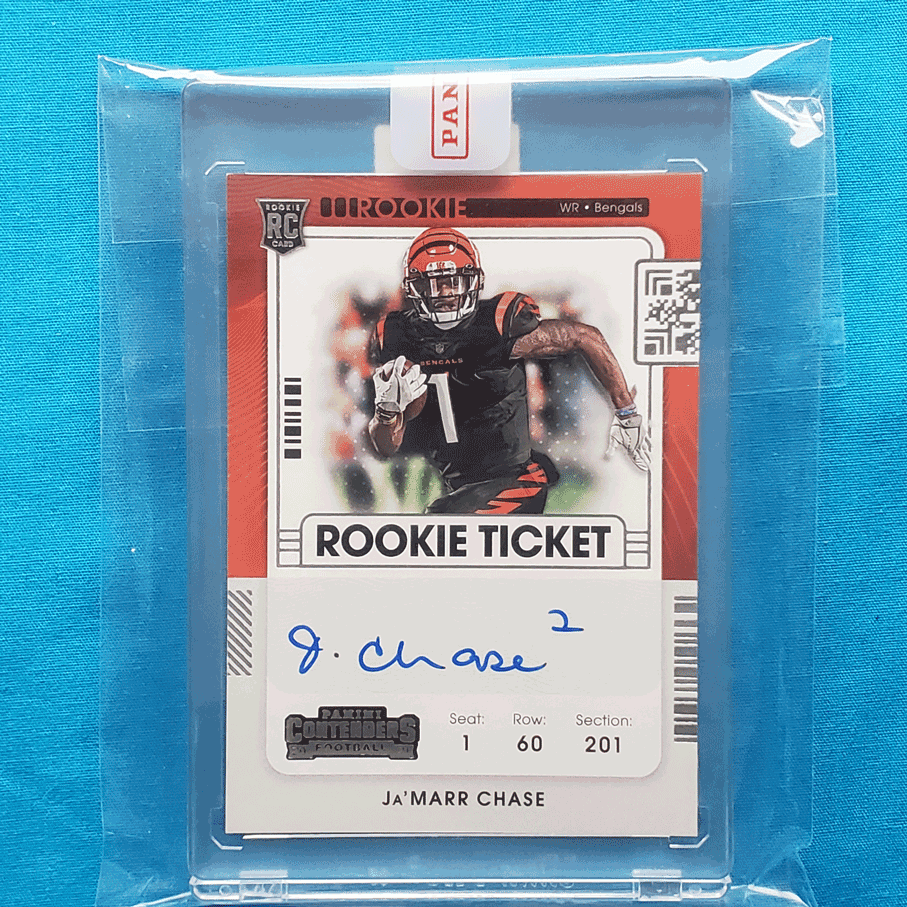 PAN
ROOKIE
RC
CARD
ROOKIE
WR • Bengals
BENGALS
1
ROOKIE TICKET
J. Chase 2
PANINI
CONTENDERS
FOOTBALL
Seat: Row: Section:
1 60 201
JA'MARR CHASE